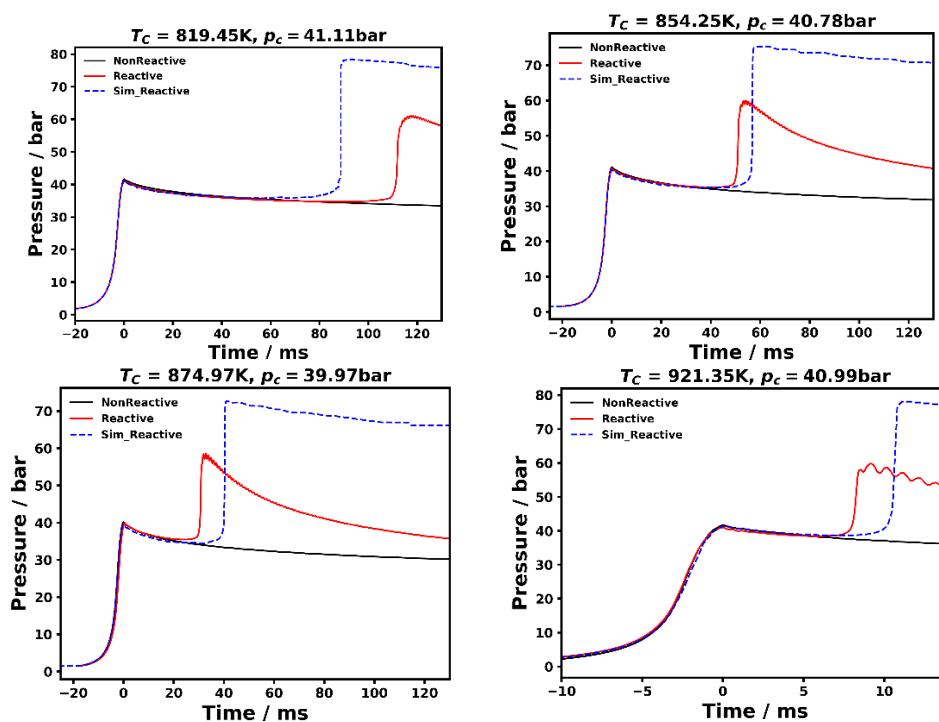 T_C = 819.45K, p_c = 41.11bar
80
70
60
50
40
30
20
10
0
Pressure / bar
NonReactive
Reactive
Sim_Reactive
−20 0 20 40 60 80 100 120
Time / ms
T_C = 854.25K, p_c = 40.78bar
70
60
50
40
30
20
10
0
Pressure / bar
NonReactive
Reactive
Sim_Reactive
−20 0 20 40 60 80 100 120
Time / ms
T_C = 874.97K, p_c = 39.97bar
70
60
50
40
30
20
10
0
Pressure / bar
NonReactive
Reactive
Sim_Reactive
−20 0 20 40 60 80 100 120
Time / ms
T_C = 921.35K, p_c = 40.99bar
80
70
60
50
40
30
20
10
0
Pressure / bar
NonReactive
Reactive
Sim_Reactive
−10 −5 0 5 10
Time / ms